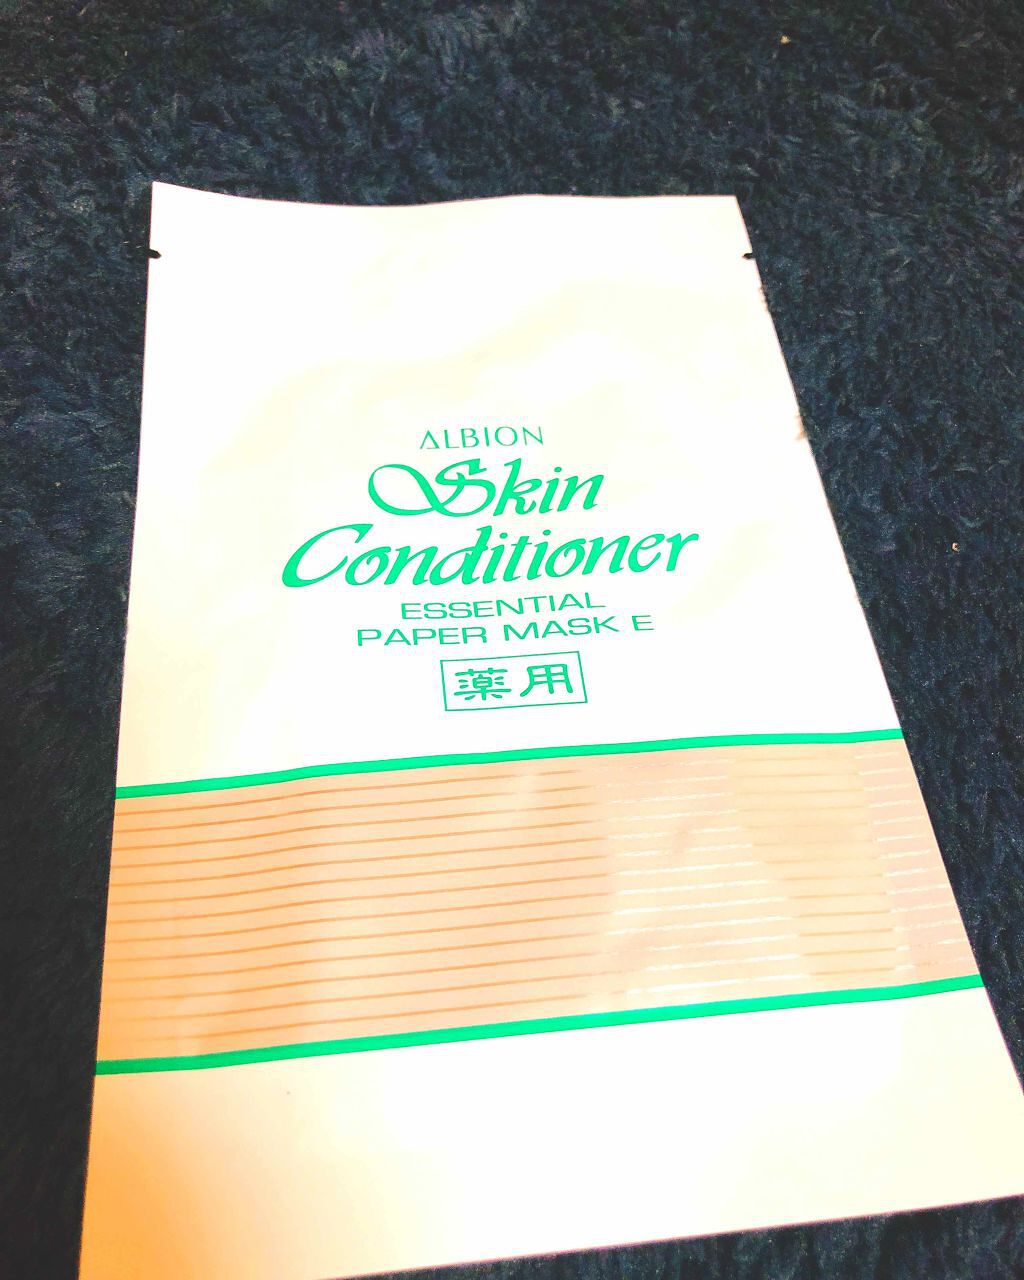 ALBION
Skin
Conditioner
ESSENTIAL
PAPER MASK E
薬用